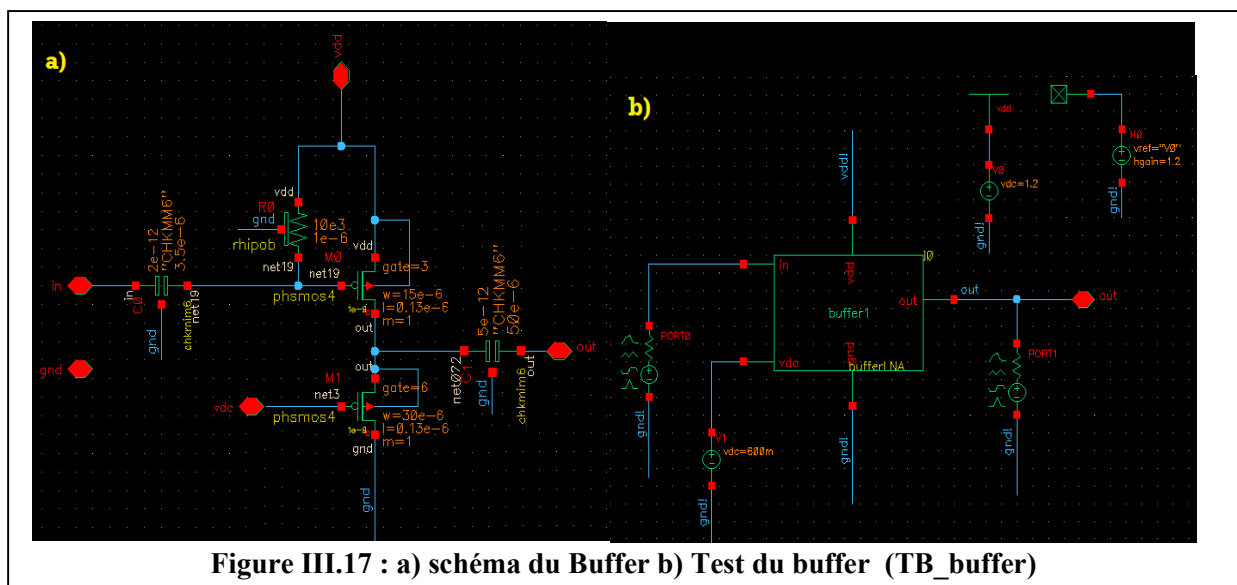 a)
vdd
vdd
R0
gnd
10e3
1e-6
rhipob
net19
vdd
M0
gate=3
net19
phsmos4
w=15e-6
l=0.13e-6
m=1
out
in
in
2e-12
"CHKMM6"
3.5e-6
C0
gnd
chkmim6
net19
gnd
out
M1
gate=6
net3
vdc
phsmos4
w=30e-6
l=0.13e-6
m=1
gnd
gnd
net072
C1
5e-12
"CHKMM6"
50e-6
gnd
chkmim6
out
out
b)
vdd!
vdd
V0
vdc=1.2
gnd!
H0
vref="V0"
hgain=1.2
gnd!
in
vdd
out
out
out
buffer1
vdc
gnd
bufferLNA
PORT0
gnd!
V1
vdc=600m
gnd!
gnd!
PORT1
gnd!
Figure III.17 : a) schéma du Buffer b) Test du buffer (TB_buffer)